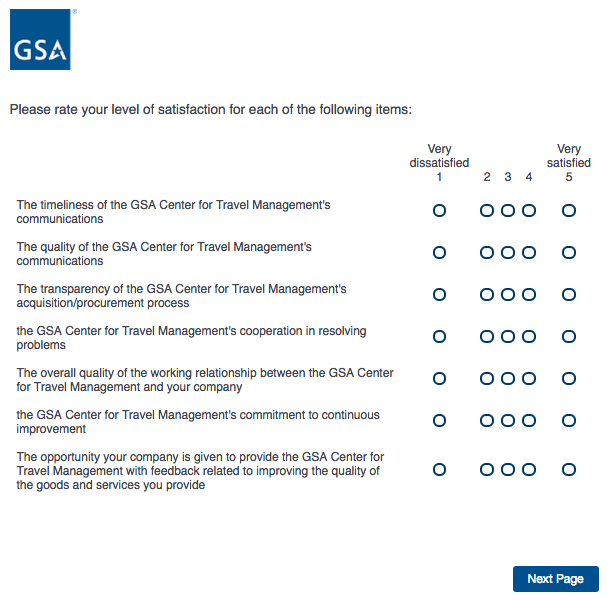 GSA
Please rate your level of satisfaction for each of the following items:
Very dissatisfied 1
2
3
4
Very satisfied 5
The timeliness of the GSA Center for Travel Management's
communications
The quality of the GSA Center for Travel Management's
communications
The transparency of the GSA Center for Travel Management's
acquisition/procurement process
the GSA Center for Travel Management's cooperation in resolving
problems
The overall quality of the working relationship between the GSA Center
for Travel Management and your company
the GSA Center for Travel Management's commitment to continuous
improvement
The opportunity your company is given to provide the GSA Center for
Travel Management with feedback related to improving the quality of
the goods and services you provide
Next Page